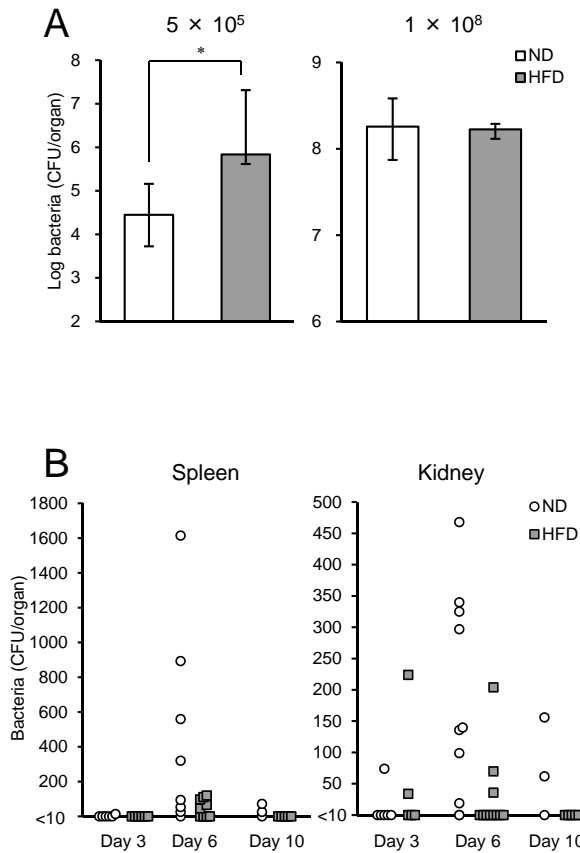 A
5 × 10⁵
1 × 10⁸
ND
HFD
*
Log bacteria (CFU/organ)
8
7
6
5
4
3
2
9
8
7
6
B
Spleen
Kidney
ND
HFD
Bacteria (CFU/organ)
1800
1600
1400
1200
1000
800
600
400
200
<10
500
450
400
350
300
250
200
150
100
50
<10
Day 3 Day 6 Day 10
Day 3 Day 6 Day 10